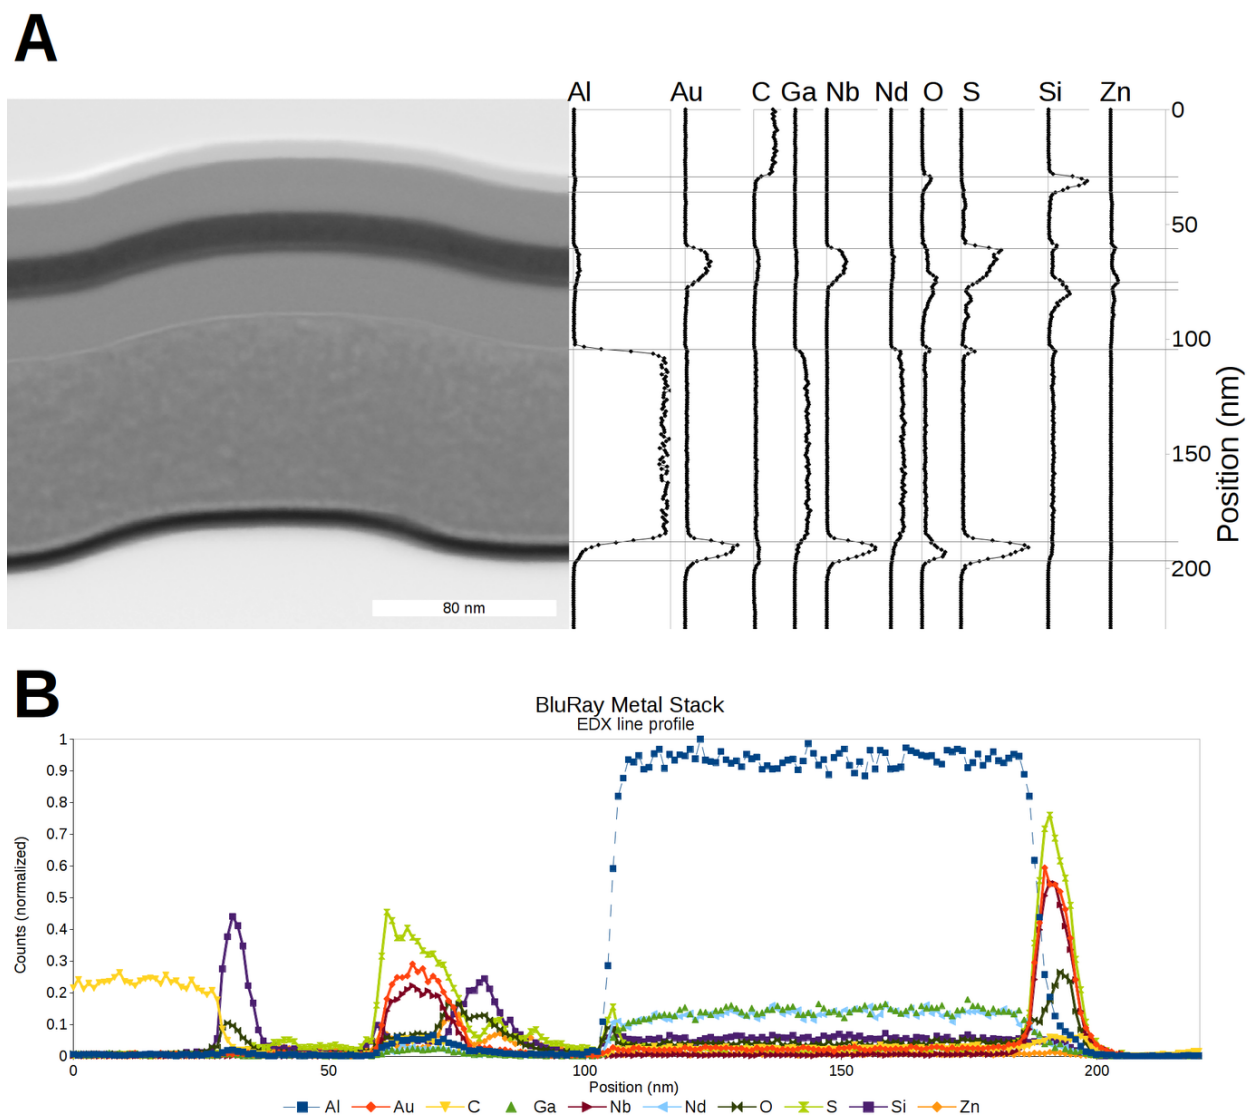 A
Al Au C Ga Nb Nd O S Si Zn
0
50
100
150
200
Position (nm)
80 nm
B
BluRay Metal Stack
EDX line profile
1
0.9
0.8
0.7
0.6
0.5
0.4
0.3
0.2
0.1
0
Counts (normalized)
0 50 100 150 200
Position (nm)
Al Au C Ga Nb Nd O S Si Zn